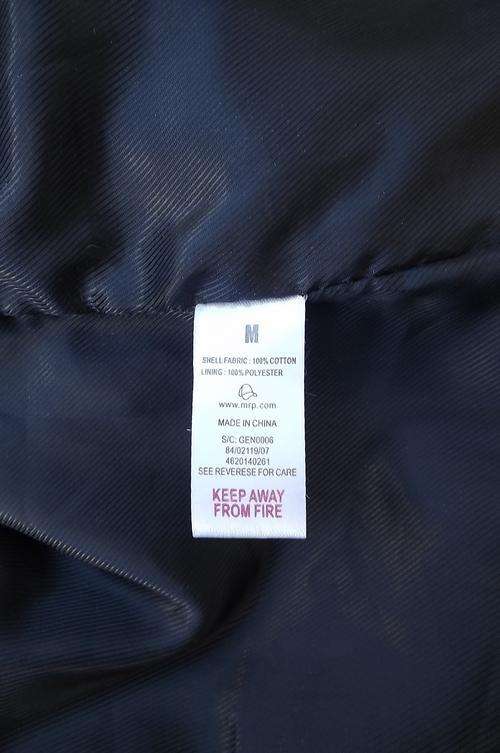 M
SHELL FABRIC : 100% COTTON
LINING : 100% POLYESTER
www.mrp.com
MADE IN CHINA
S/C: GEN0006
84/02119/07
4620140261
SEE REVERESE FOR CARE
KEEP AWAY
FROM FIRE